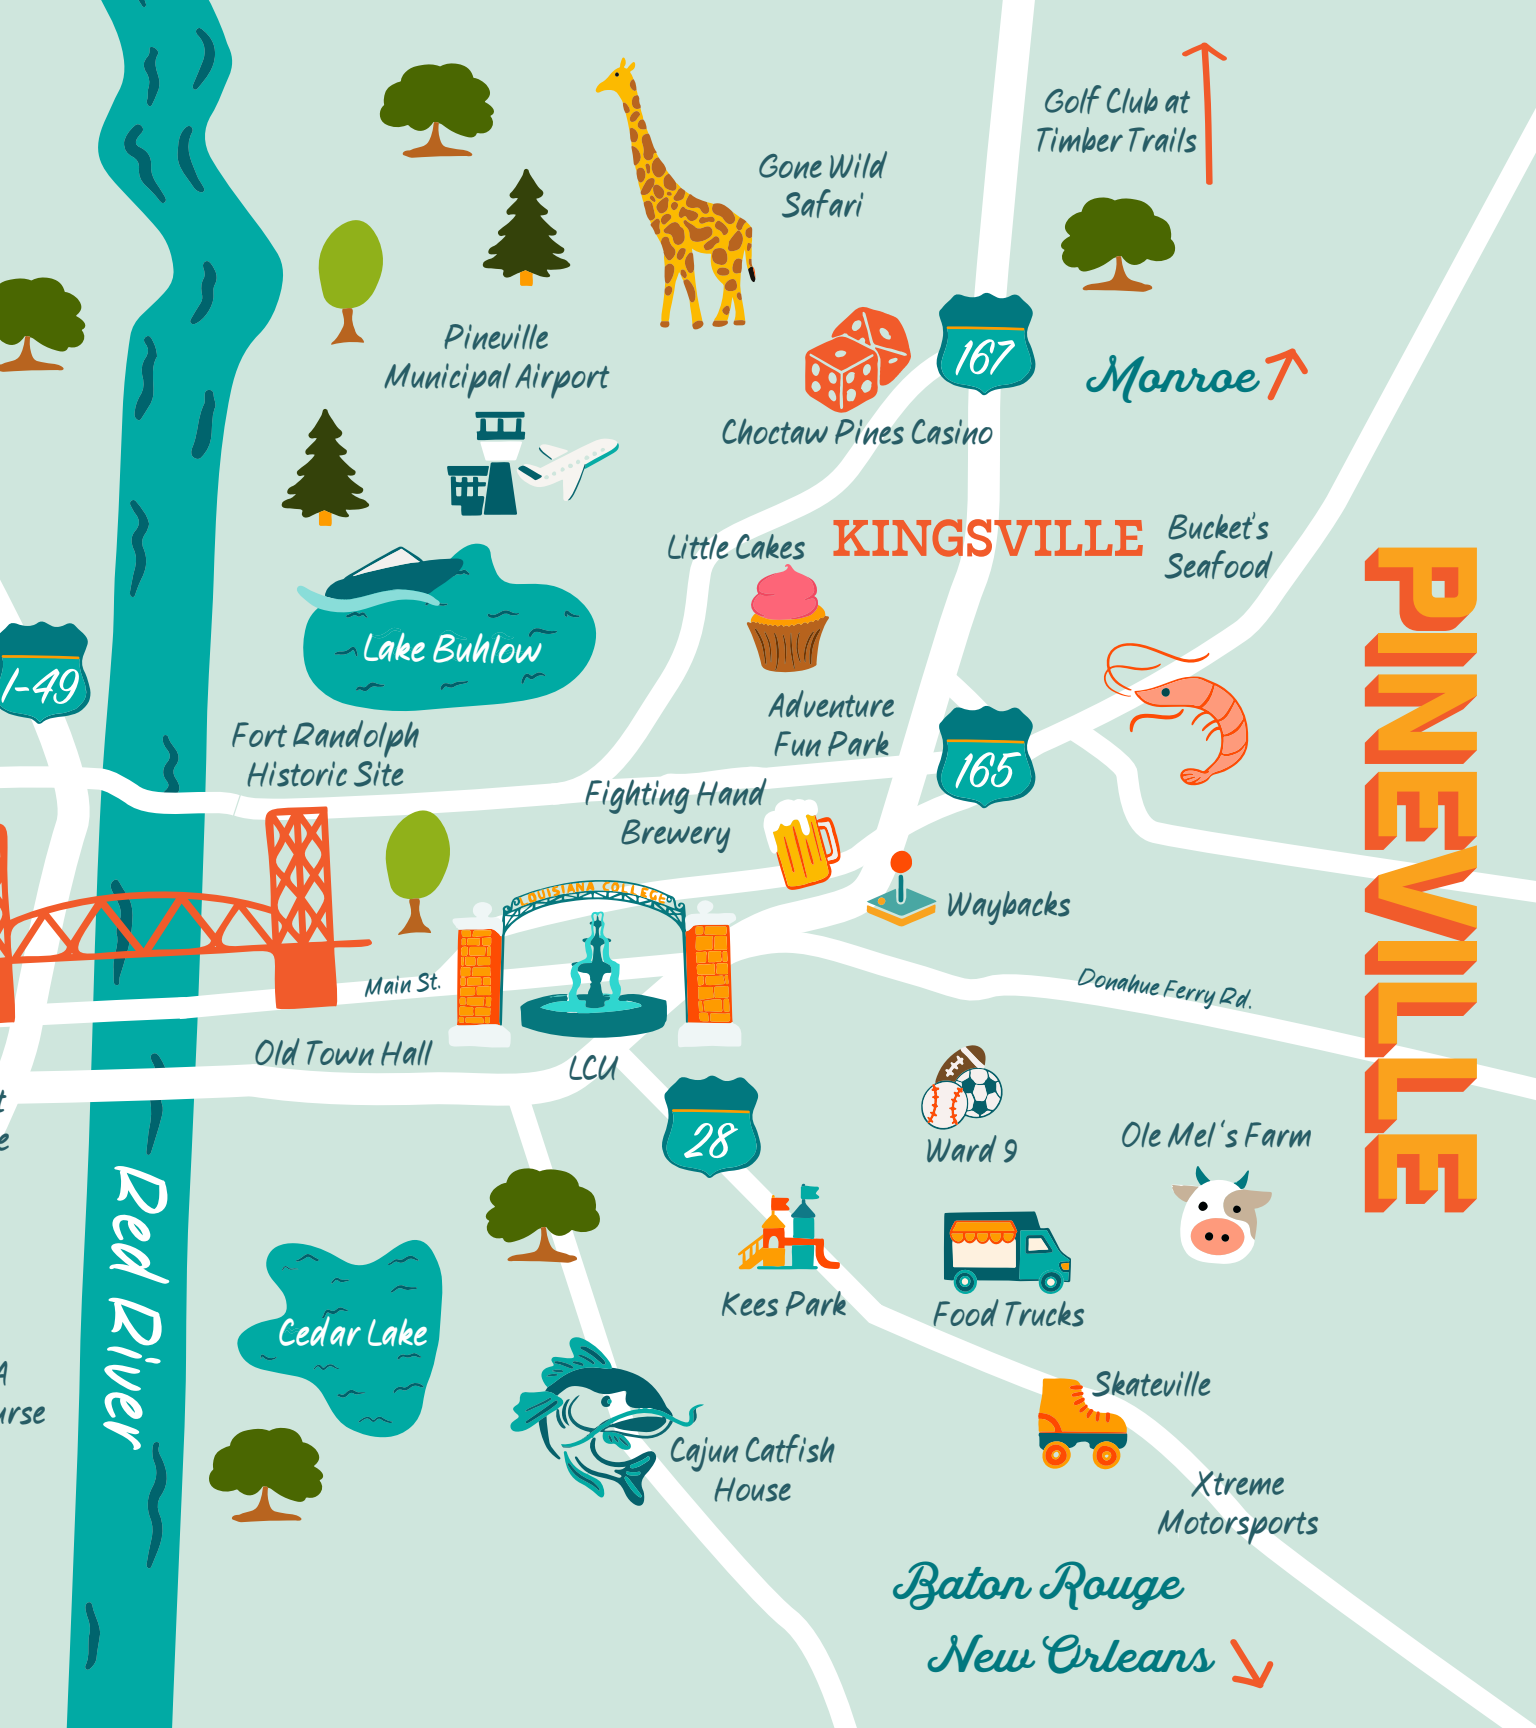 Golf Club at
Timber Trails
Gone Wild
Safari
Pineville
Municipal Airport
167
Monroe
Choctaw Pines Casino
Little Cakes
KINGSVILLE
Bucket's
Seafood
PINEVILLE
Lake Buhlow
I-49
Fort Randolph
Historic Site
Adventure
Fun Park
165
Fighting Hand
Brewery
LOUISIANA COLLEGE
Waybacks
Main St.
Donahue Ferry Rd.
Old Town Hall
LCU
28
Ward 9
Ole Mel's Farm
Red River
Cedar Lake
Kees Park
Food Trucks
Skateville
Cajun Catfish
House
Xtreme
Motorsports
Baton Rouge
New Orleans